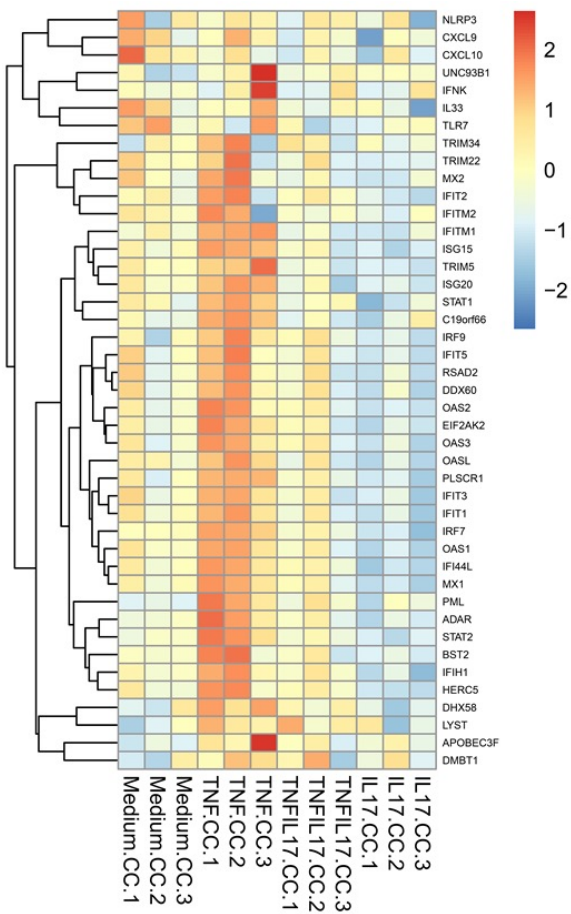 NLRP3
CXCL9
CXCL10
UNC93B1
IFNK
IL33
TLR7
TRIM34
TRIM22
MX2
IFIT2
IFITM2
IFITM1
ISG15
TRIM5
ISG20
STAT1
C19orf66
IRF9
IFIT5
RSAD2
DDX60
OAS2
EIF2AK2
OAS3
OASL
PLSCR1
IFIT3
IFIT1
IRF7
OAS1
IFI44L
MX1
PML
ADAR
STAT2
BST2
IFIH1
HERC5
DHX58
LYST
APOBEC3F
DMBT1
2
1
0
−1
−2
Medium.CC.1
Medium.CC.2
Medium.CC.3
TNF.CC.1
TNF.CC.2
TNF.CC.3
TNFIL17.CC.1
TNFIL17.CC.2
TNFIL17.CC.3
IL17.CC.1
IL17.CC.2
IL17.CC.3